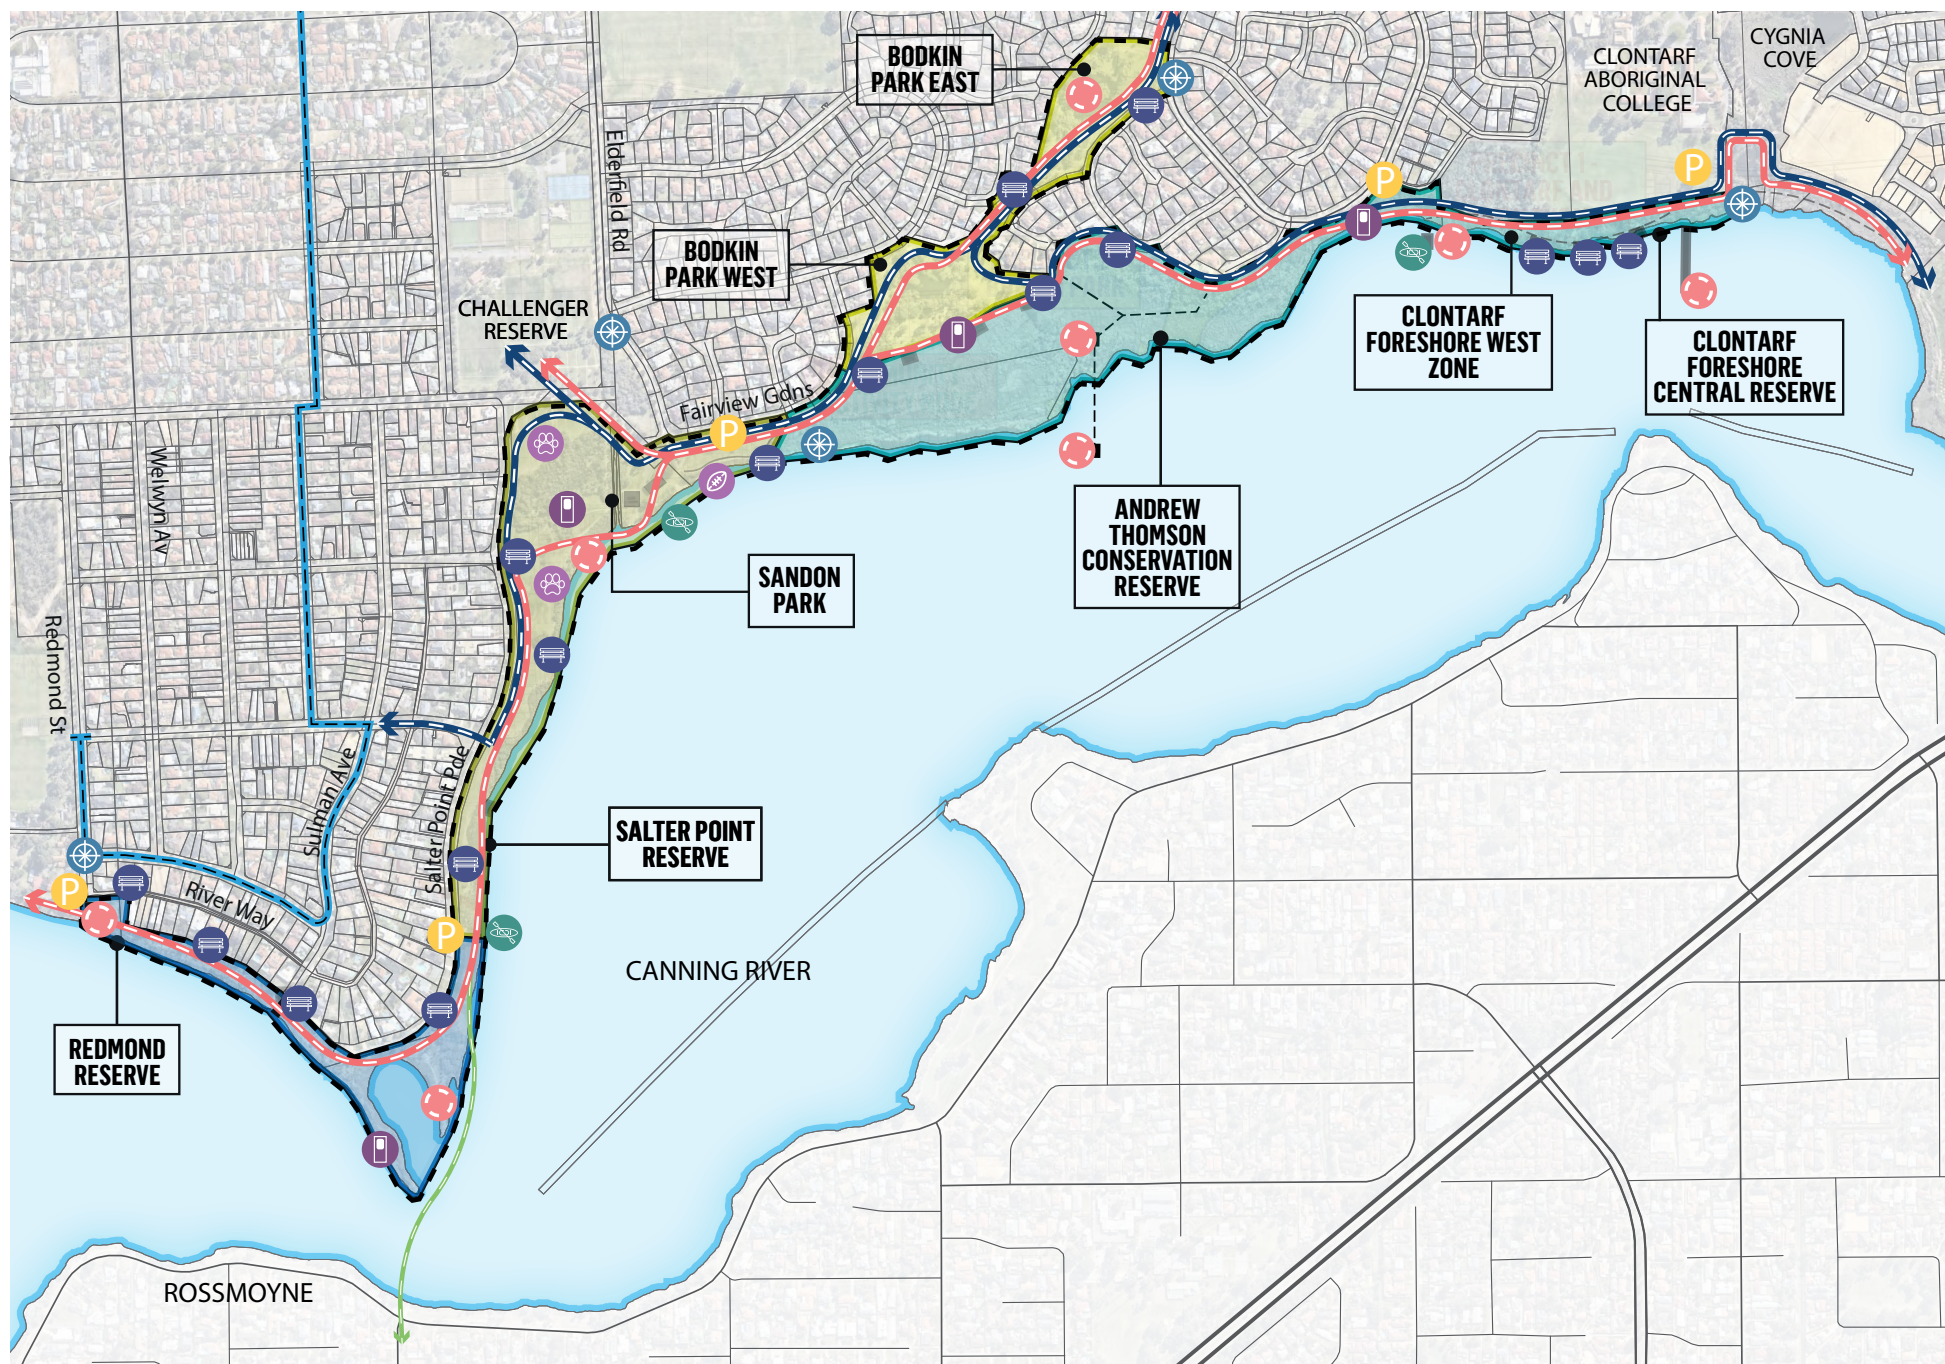 BODKIN
PARK EAST
CLONTARF
ABORIGINAL
COLLEGE
CYGNIA
COVE
Elderfield Rd
BODKIN
PARK WEST
CHALLENGER
RESERVE
P
P
CLONTARF
FORESHORE WEST
ZONE
CLONTARF
FORESHORE
CENTRAL RESERVE
Fairview Gdns
P
Welwyn Av
ANDREW
THOMSON
CONSERVATION
RESERVE
SANDON
PARK
Redmond St
Sulman Ave
Salter Point Pde
SALTER POINT
RESERVE
P
River Way
P
CANNING RIVER
REDMOND
RESERVE
ROSSMOYNE